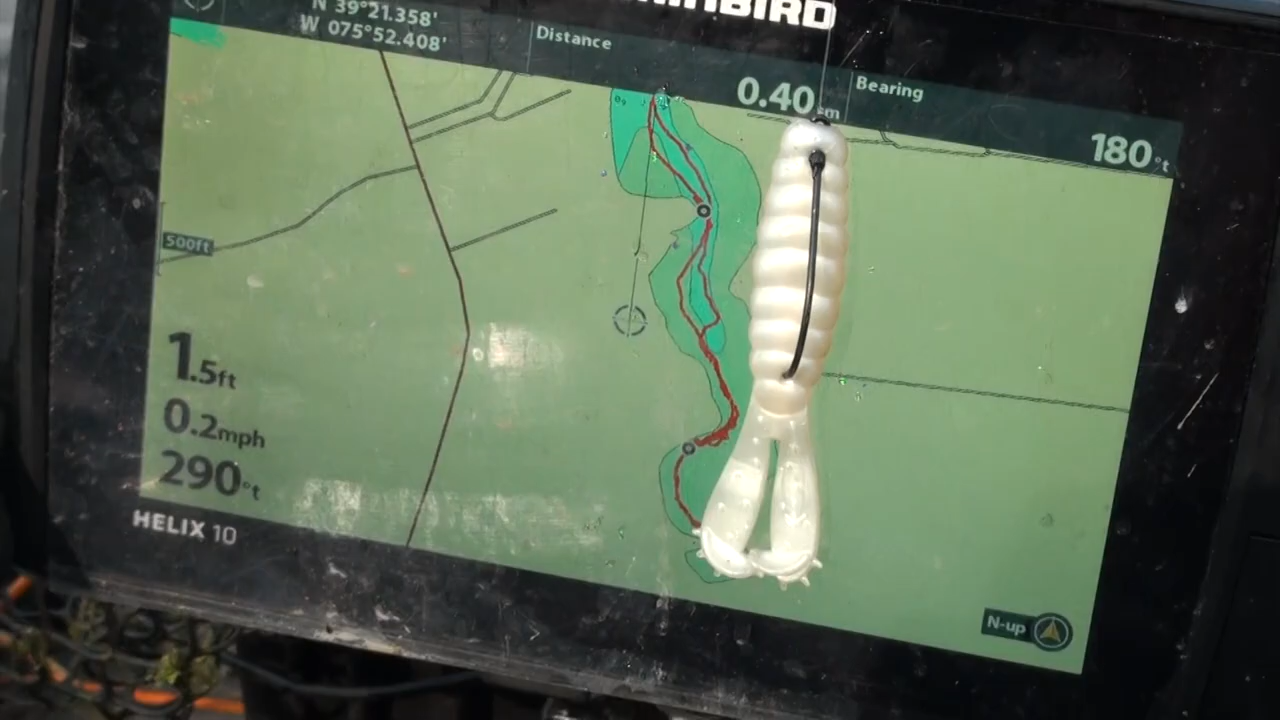 N 39°21.358'
W 075°52.408'
Distance
0.40
Bearing
180°t
500ft
1.5ft
0.2mph
290°t
HELIX 10
N-up